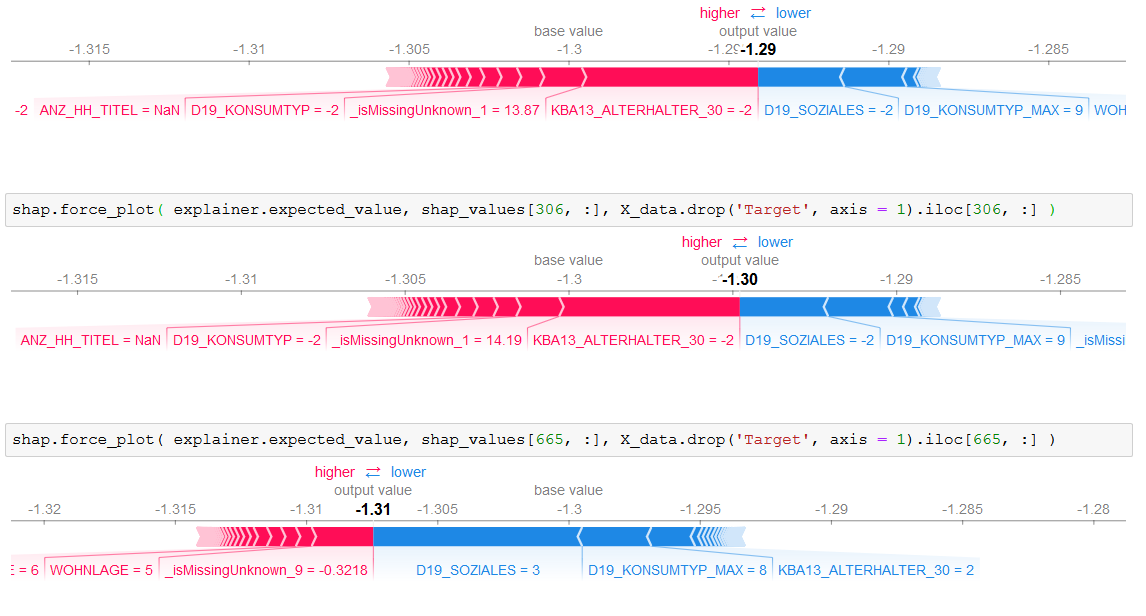 higher ⇄ lower
base value output value
-1.315 -1.31 -1.305 -1.3 -1.29 -1.29 -1.285
-2 ANZ_HH_TITEL = NaN D19_KONSUMTYP = -2 _isMissingUnknown_1 = 13.87 KBA13_ALTERHALTER_30 = -2 D19_SOZIALES = -2 D19_KONSUMTYP_MAX = 9 WOH
shap.force_plot( explainer.expected_value, shap_values[306, :], X_data.drop('Target', axis = 1).iloc[306, :] )
higher ⇄ lower
base value output value
-1.315 -1.31 -1.305 -1.3 -1.30 -1.29 -1.285
ANZ_HH_TITEL = NaN D19_KONSUMTYP = -2 _isMissingUnknown_1 = 14.19 KBA13_ALTERHALTER_30 = -2 D19_SOZIALES = -2 D19_KONSUMTYP_MAX = 9 _isMissi
shap.force_plot( explainer.expected_value, shap_values[665, :], X_data.drop('Target', axis = 1).iloc[665, :] )
higher ⇄ lower
output value base value
-1.32 -1.315 -1.31 -1.31 -1.305 -1.3 -1.295 -1.29 -1.285 -1.28
E = 6 WOHNLAGE = 5 _isMissingUnknown_9 = -0.3218 D19_SOZIALES = 3 D19_KONSUMTYP_MAX = 8 KBA13_ALTERHALTER_30 = 2